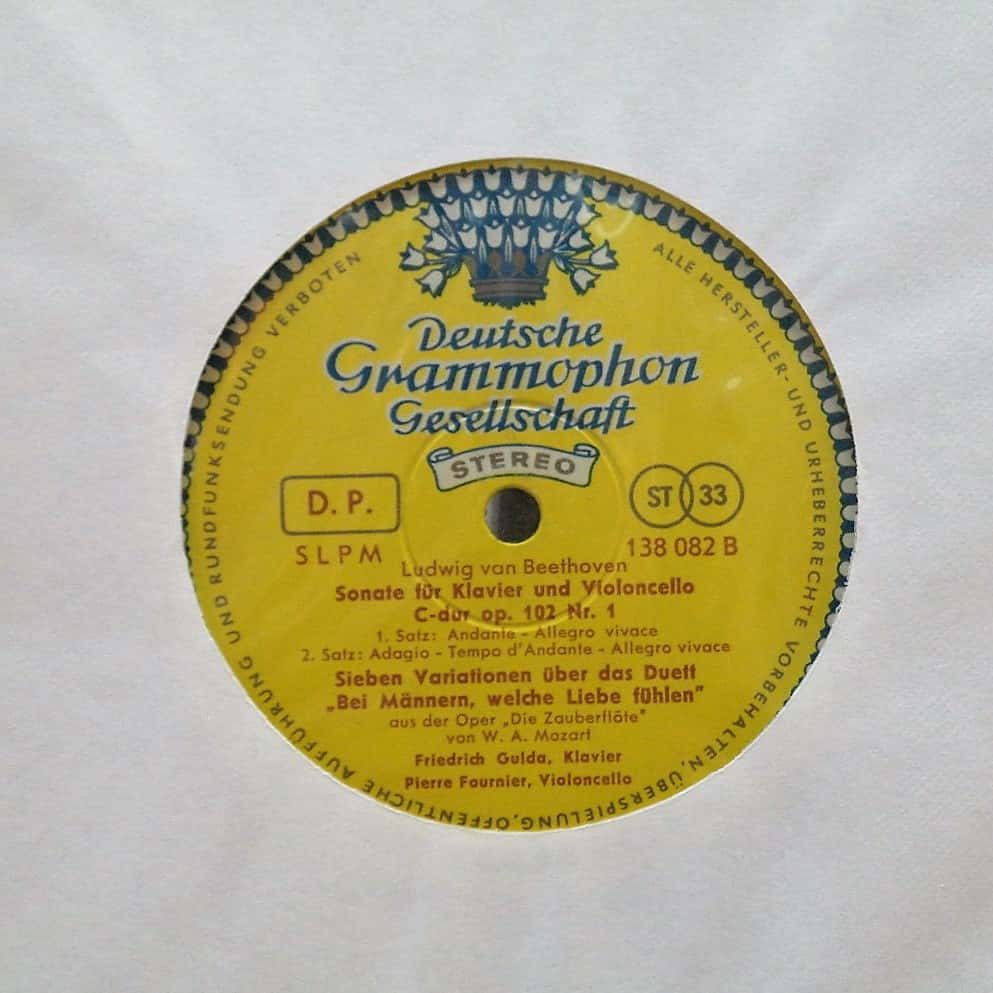 ALLE HERSTELLER- UND URHEBERRECHTE VORBEHALTEN, ÜBERSPIELUNG, ÖFFENTLICHE AUFFÜHRUNG UND RUNDFUNKSENDUNG VERBOTEN
Deutsche
Grammophon
Gesellschaft
STEREO
D. P.
ST 33
SLPM
138 082 B
Ludwig van Beethoven
Sonate für Klavier und Violoncello
C-dur op. 102 Nr. 1
1. Satz: Andante - Allegro vivace
2. Satz: Adagio - Tempo d'Andante - Allegro vivace
Sieben Variationen über das Duett
„Bei Männern, welche Liebe fühlen"
aus der Oper „Die Zauberflöte"
von W. A. Mozart
Friedrich Gulda, Klavier
Pierre Fournier, Violoncello